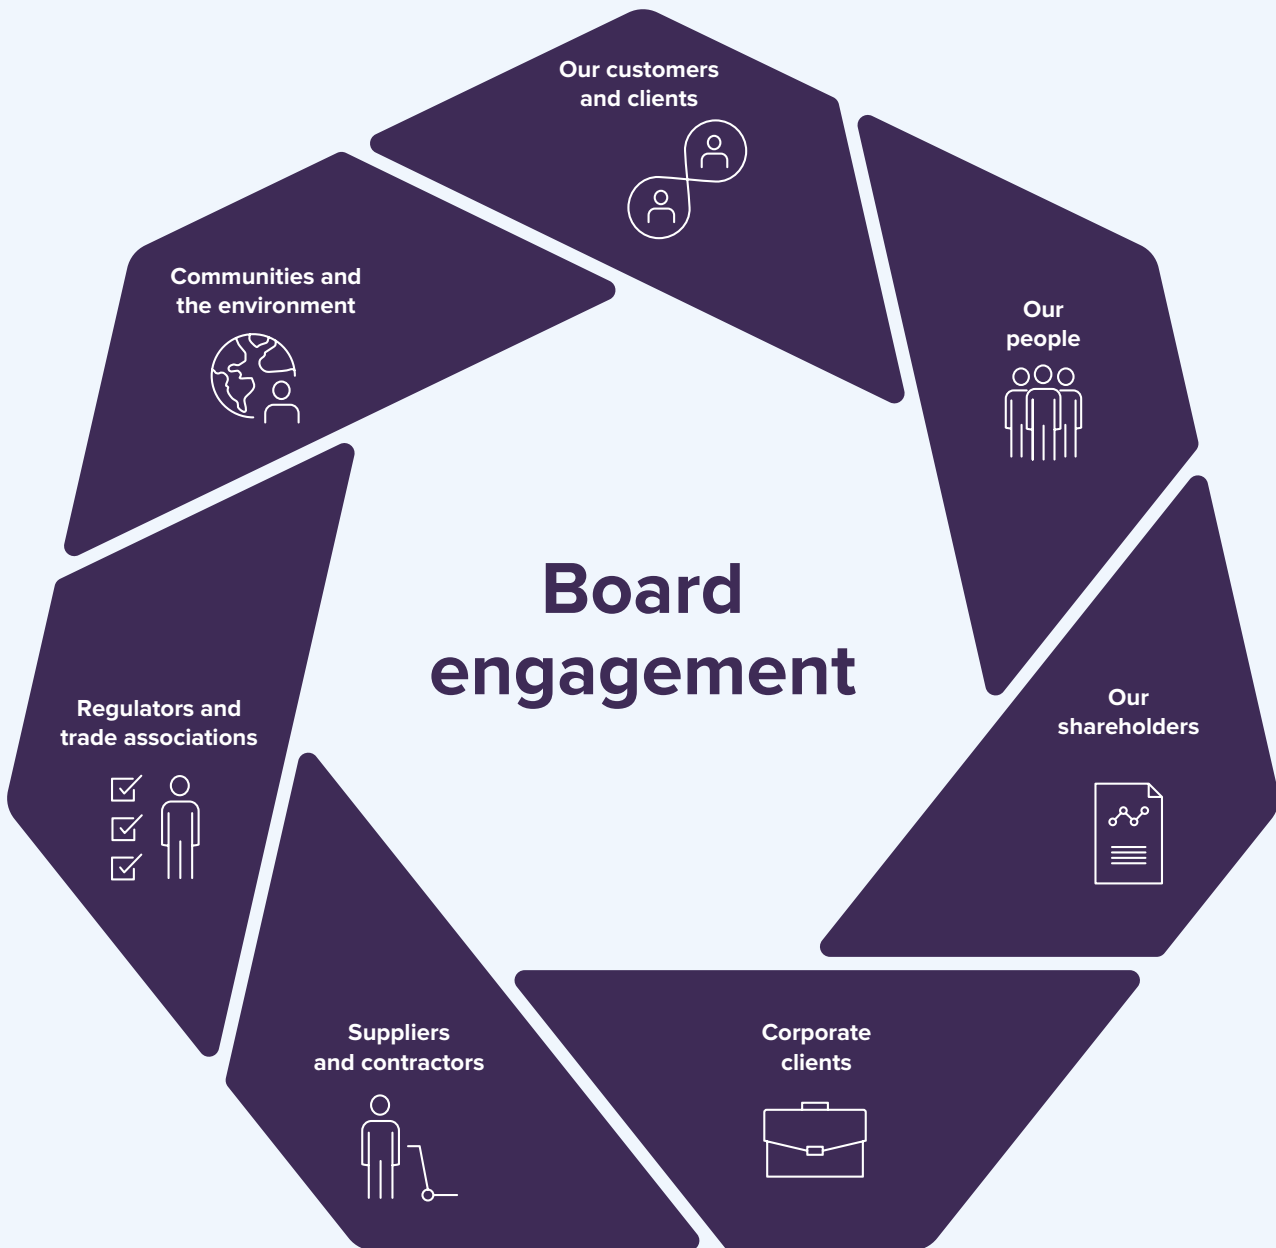 Our customers
and clients
Our
people
Our
shareholders
Corporate
clients
Suppliers
and contractors
Regulators and
trade associations
Communities and
the environment
Board
engagement